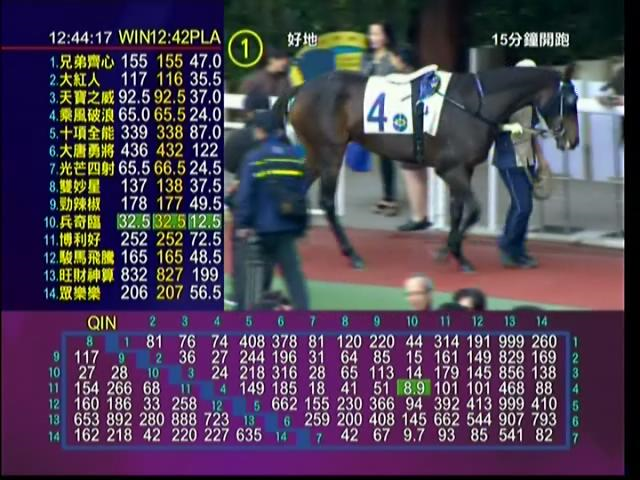 12:44:17 WIN 12:42 PLA
1 好地 15分鐘開跑
1.兄弟齊心 155 155 47.0
2.大紅人 117 116 35.5
3.天寶之威 92.5 92.5 37.0
4.乘風破浪 65.0 65.5 24.0
5.十項全能 339 338 87.0
6.大唐勇將 436 432 122
7.光芒四射 65.5 66.5 24.5
8.雙妙星 137 138 37.5
9.勁辣椒 178 177 49.5
10.兵奇臨 32.5 32.5 12.5
11.博利好 252 252 72.5
12.駿馬飛騰 165 165 48.5
13.旺財神算 832 827 199
14.眾樂樂 206 207 56.5
4
QIN 2 3 4 5 6 7 8 9 10 11 12 13 14
8 1 81 76 74 408 378 81 120 220 44 314 191 999 260 1
9 117 9 2 36 27 244 196 31 64 85 15 161 149 829 169 2
10 27 28 10 3 24 218 316 28 65 113 14 179 145 856 138 3
11 154 266 68 11 4 149 185 18 41 51 8.9 101 101 468 88 4
12 160 186 33 258 12 5 662 155 230 366 94 392 413 999 410 5
13 653 892 280 888 723 13 6 259 200 408 145 662 544 907 793 6
14 162 218 42 220 227 635 14 7 42 67 9.7 93 85 541 82 7